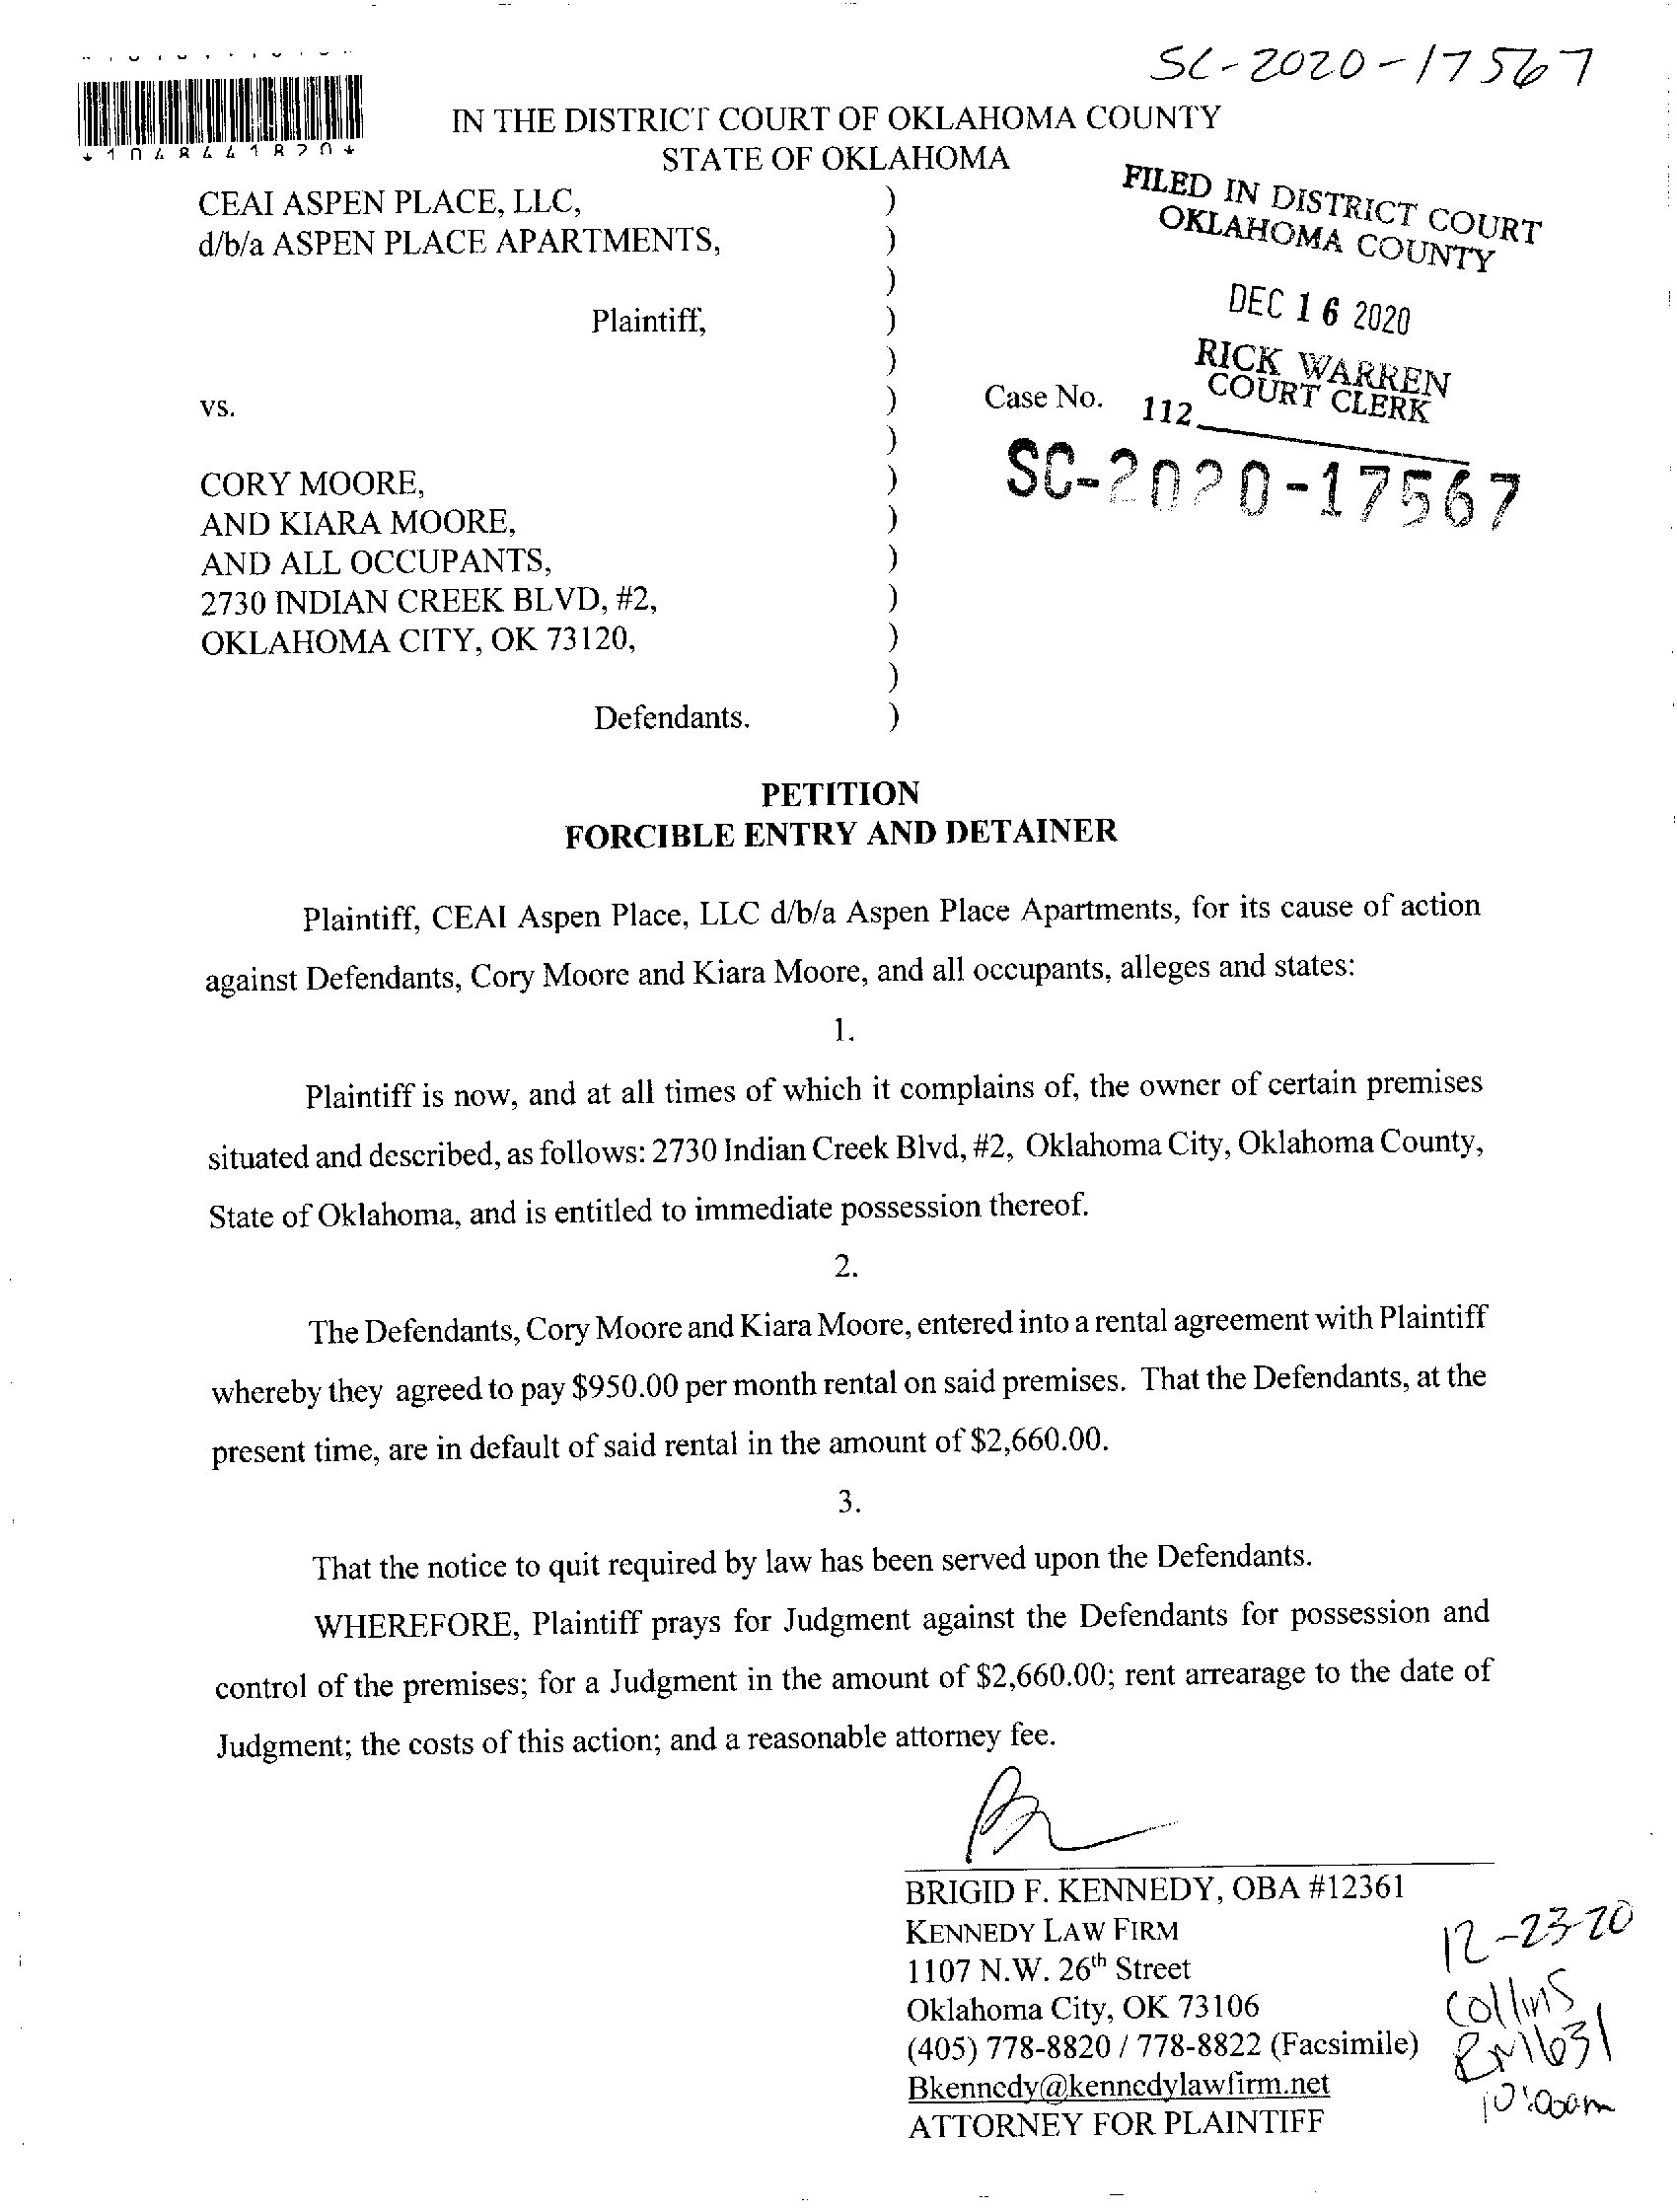 SC-2020-17567
*1048441820*
IN THE DISTRICT COURT OF OKLAHOMA COUNTY
STATE OF OKLAHOMA
FILED IN DISTRICT COURT
OKLAHOMA COUNTY
DEC 16 2020
RICK WARREN
COURT CLERK
112
CEAI ASPEN PLACE, LLC, )
d/b/a ASPEN PLACE APARTMENTS, )
)
Plaintiff, )
)
vs. ) Case No.
)
SC-2020-17567
CORY MOORE, )
AND KIARA MOORE, )
AND ALL OCCUPANTS, )
2730 INDIAN CREEK BLVD, #2, )
OKLAHOMA CITY, OK 73120, )
)
Defendants. )
PETITION
FORCIBLE ENTRY AND DETAINER
Plaintiff, CEAI Aspen Place, LLC d/b/a Aspen Place Apartments, for its cause of action
against Defendants, Cory Moore and Kiara Moore, and all occupants, alleges and states:
1.
Plaintiff is now, and at all times of which it complains of, the owner of certain premises
situated and described, as follows: 2730 Indian Creek Blvd, #2, Oklahoma City, Oklahoma County,
State of Oklahoma, and is entitled to immediate possession thereof.
2.
The Defendants, Cory Moore and Kiara Moore, entered into a rental agreement with Plaintiff
whereby they agreed to pay $950.00 per month rental on said premises. That the Defendants, at the
present time, are in default of said rental in the amount of $2,660.00.
3.
That the notice to quit required by law has been served upon the Defendants.
WHEREFORE, Plaintiff prays for Judgment against the Defendants for possession and
control of the premises; for a Judgment in the amount of $2,660.00; rent arrearage to the date of
Judgment; the costs of this action; and a reasonable attorney fee.
BRIGID F. KENNEDY, OBA #12361
KENNEDY LAW FIRM
1107 N.W. 26th Street
Oklahoma City, OK 73106
(405) 778-8820 / 778-8822 (Facsimile)
Bkennedy@kennedylawfirm.net
ATTORNEY FOR PLAINTIFF
12-23-20
Collins
Rm 1631
10:00am